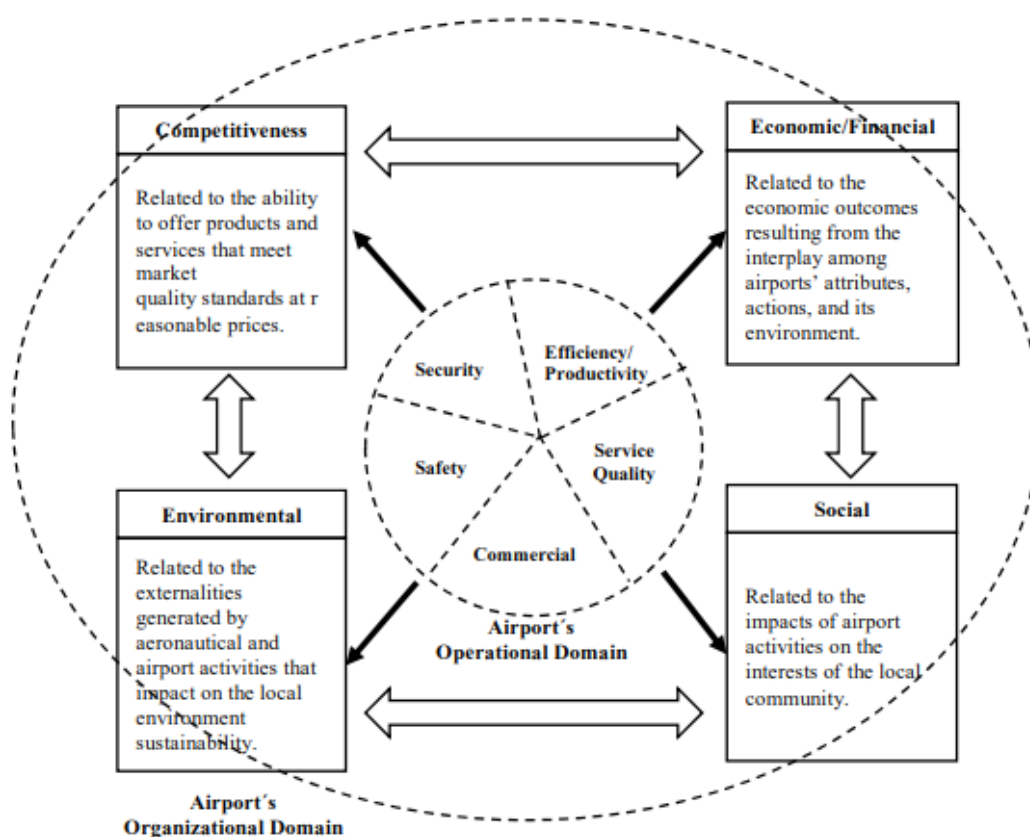 Competitiveness
Related to the ability
to offer products and
services that meet
market
quality standards at r
easonable prices.
Economic/Financial
Related to the
economic outcomes
resulting from the
interplay among
airports' attributes,
actions, and its
environment.
Security
Efficiency/
Productivity
Safety
Service
Quality
Commercial
Airport´s
Operational Domain
Environmental
Related to the
externalities
generated by
aeronautical and
airport activities that
impact on the local
environment
sustainability.
Social
Related to the
impacts of airport
activities on the
interests of the local
community.
Airport´s
Organizational Domain